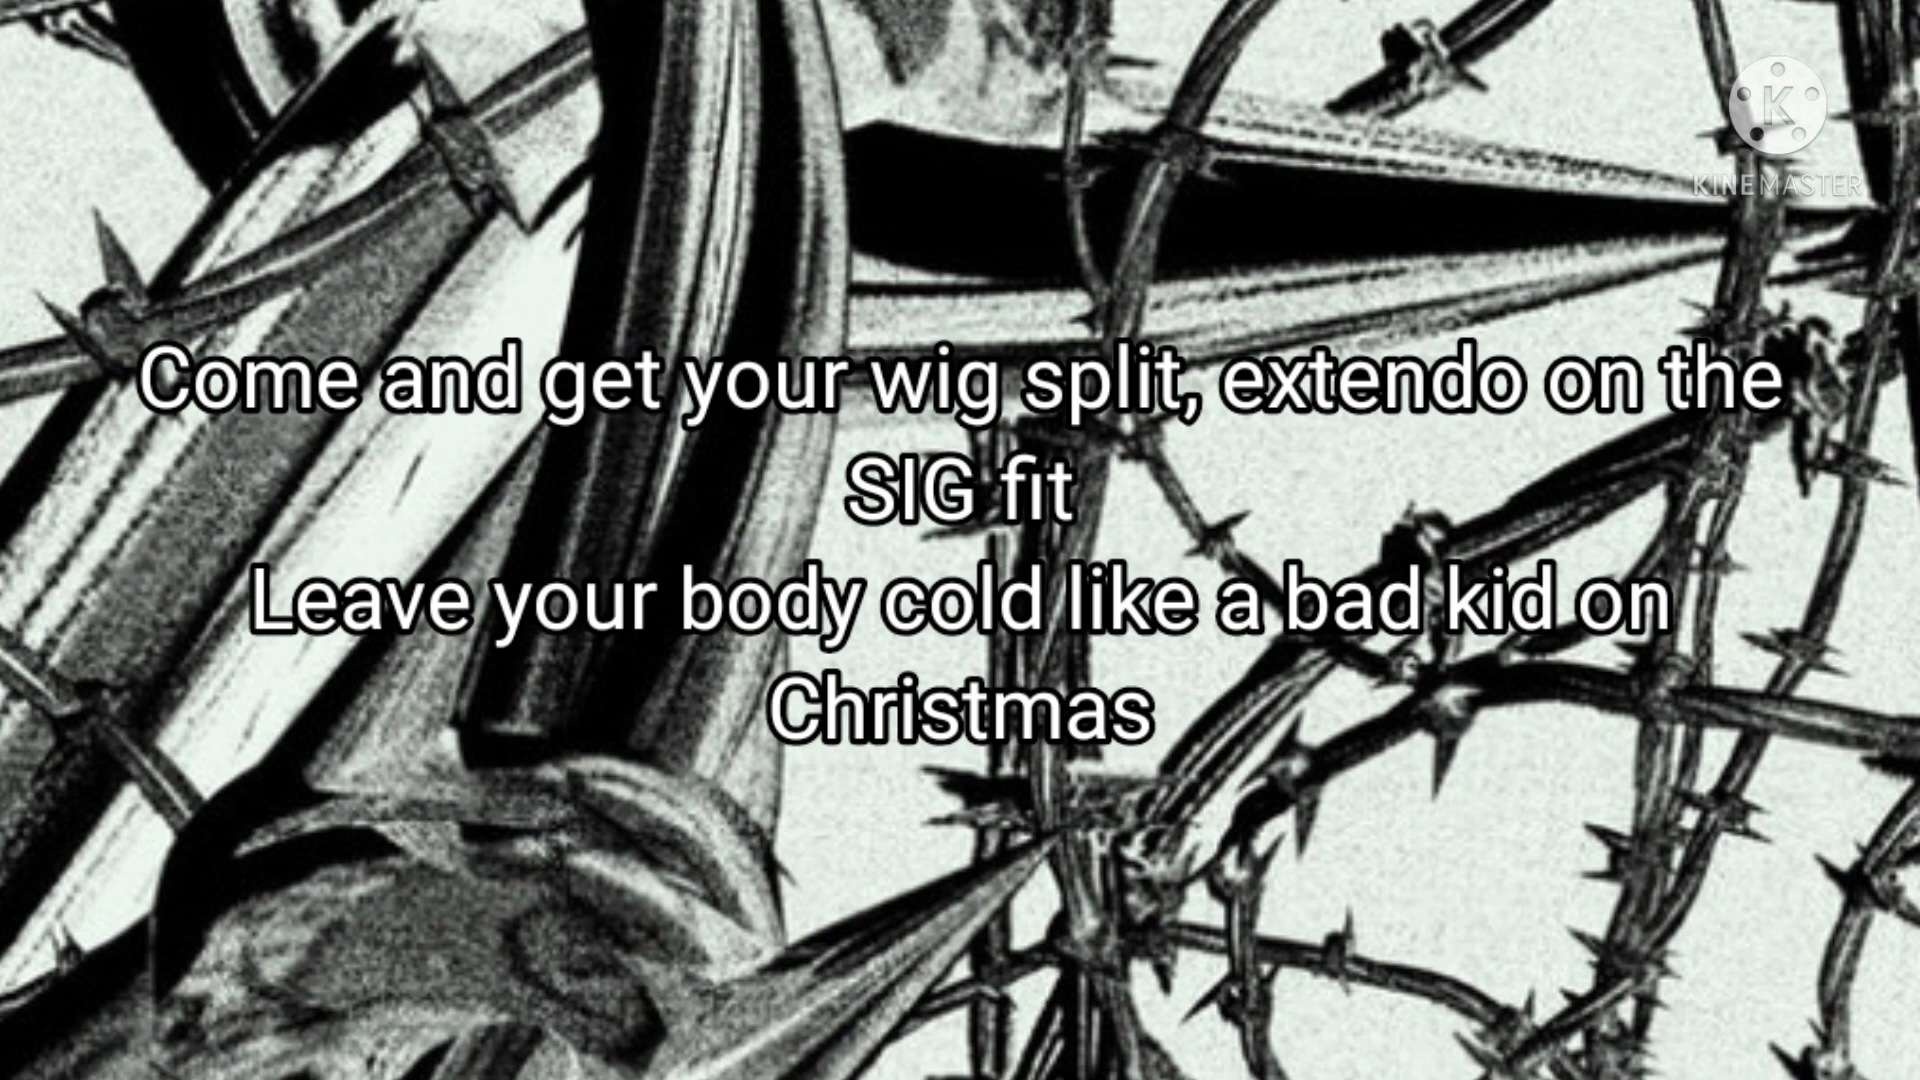 KINEMASTER
Come and get your wig split, extendo on the
SIG fit
Leave your body cold like a bad kid on
Christmas